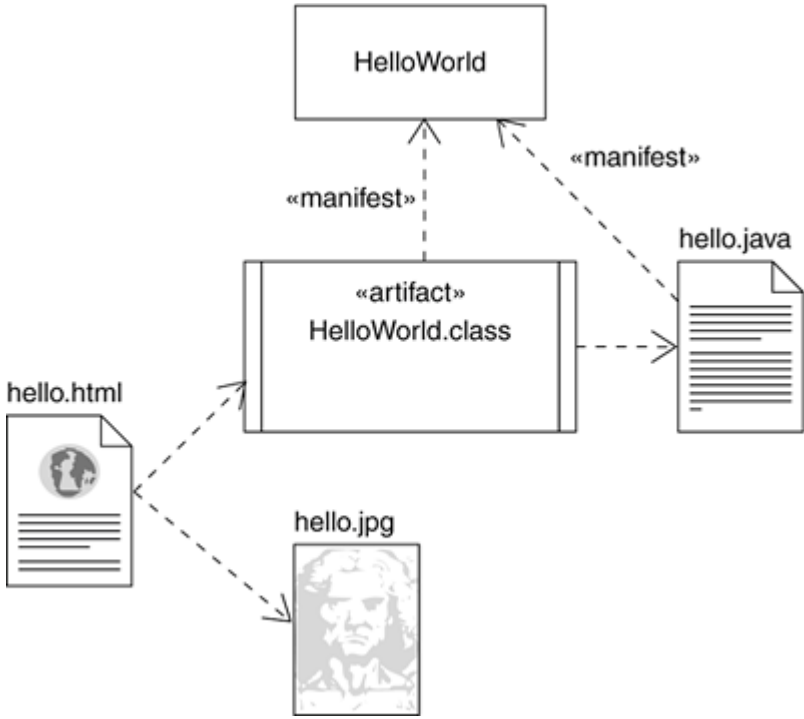 HelloWorld
«manifest»
«manifest»
hello.java
«artifact»
HelloWorld.class
hello.html
hello.jpg